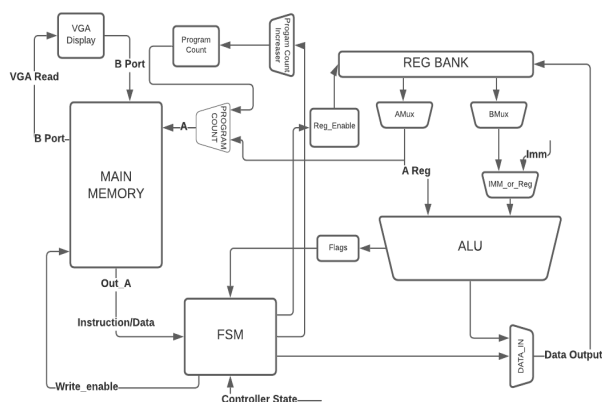 VGA
Display
VGA Read
B Port
B Port
Program
Count
Progam Count
Increaser
PROGRAM
COUNT
A
MAIN
MEMORY
Out_A
Instruction/Data
Write_enable
FSM
Controller State
Reg_Enable
Flags
REG BANK
AMux
BMux
A Reg
Imm
IMM_or_Reg
ALU
DATA_IN
Data Output